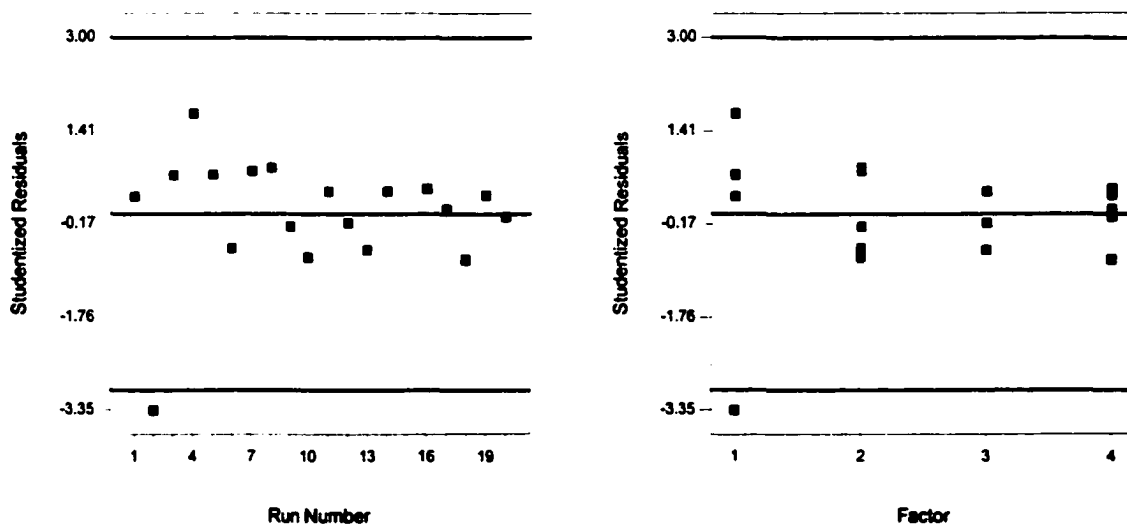 Studentized Residuals
3.00
1.41
-0.17
-1.76
-3.35
1 4 7 10 13 16 19
Run Number
Studentized Residuals
3.00
1.41
-0.17
-1.76
-3.35
1 2 3 4
Factor